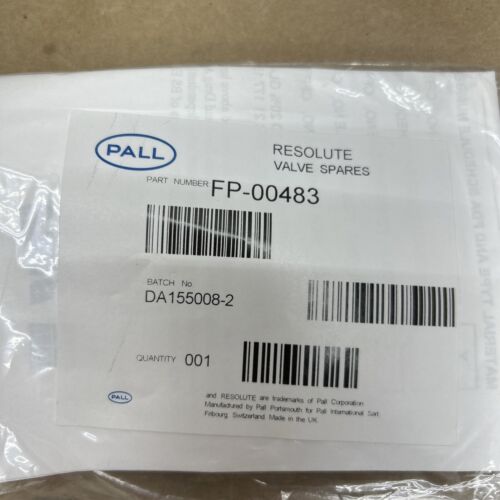 PALL
RESOLUTE
VALVE SPARES
PART NUMBER FP-00483
BATCH No
DA155008-2
QUANTITY 001
PALL
and RESOLUTE are trademarks of Pall Corporation
Manufactured by Pall Portsmouth for Pall International Sarl,
Fribourg, Switzerland. Made in the UK.